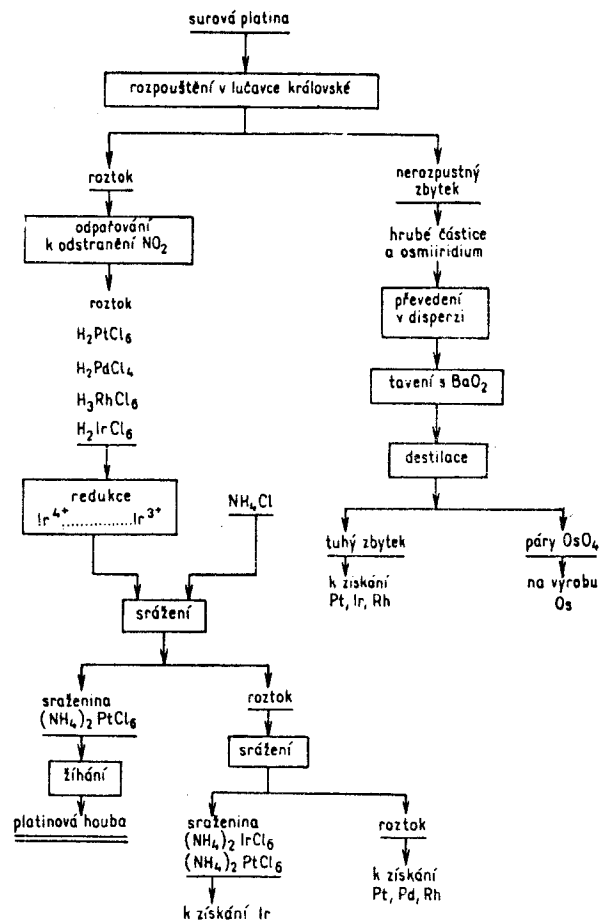 surová platina
rozpouštění v lučavce královské
roztok
odpařování
k odstranění NO₂
roztok
H₂PtCl₆
H₂PdCl₄
H₃RhCl₆
H₂IrCl₆
redukce
Ir⁴⁺..............Ir³⁺
NH₄Cl
srážení
nerozpustný
zbytek
hrubé částice
a osmiiridium
převedení
v disperzi
tavení s BaO₂
destilace
tuhý zbytek
k získání
Pt, Ir, Rh
páry OsO₄
na výrobu
Os
sraženina
(NH₄)₂ PtCl₆
žíhání
platinová houba
roztok
srážení
sraženina
(NH₄)₂ IrCl₆
(NH₄)₂ PtCl₆
k získání Ir
roztok
k získání
Pt, Pd, Rh